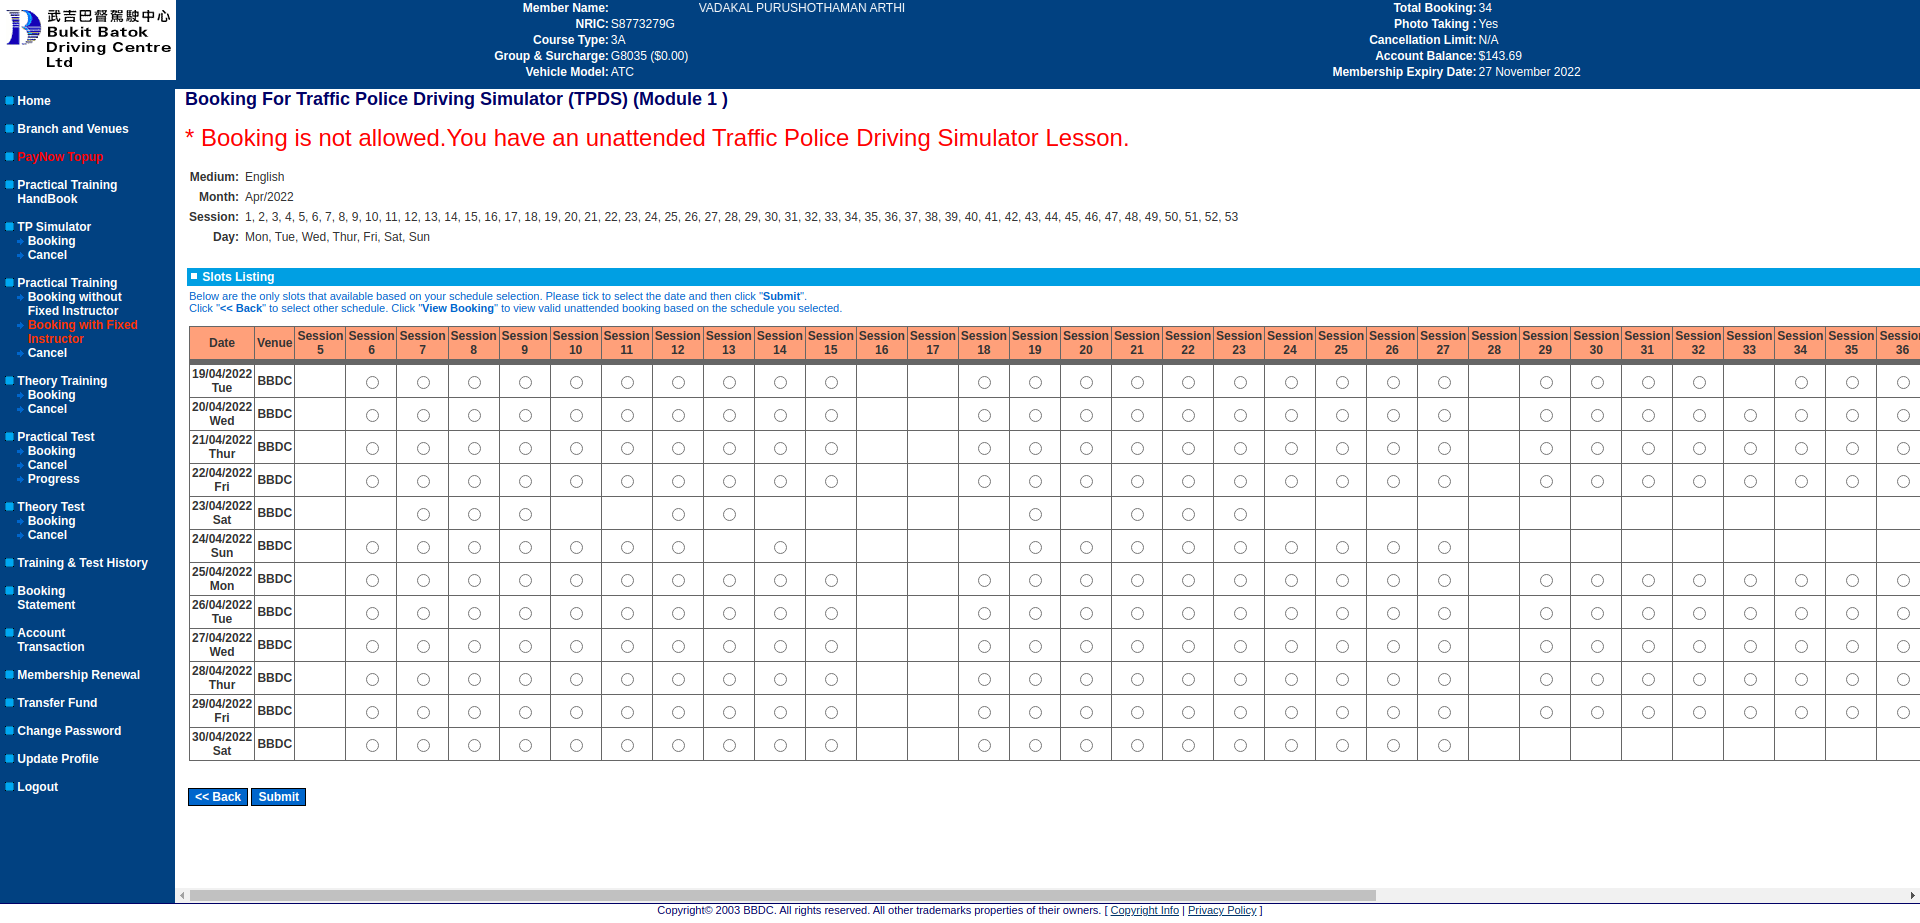 武吉巴督駕駛中心
Bukit Batok
Driving Centre
Ltd
Member Name: VADAKAL PURUSHOTHAMAN ARTHI
NRIC: S8773279G
Course Type: 3A
Group & Surcharge: G8035 ($0.00)
Vehicle Model: ATC
Total Booking: 34
Photo Taking : Yes
Cancellation Limit: N/A
Account Balance: $143.69
Membership Expiry Date: 27 November 2022
Home
Branch and Venues
PayNow Topup
Practical Training
HandBook
TP Simulator
Booking
Cancel
Practical Training
Booking without
Fixed Instructor
Booking with Fixed
Instructor
Cancel
Theory Training
Booking
Cancel
Practical Test
Booking
Cancel
Progress
Theory Test
Booking
Cancel
Training & Test History
Booking
Statement
Account
Transaction
Membership Renewal
Transfer Fund
Change Password
Update Profile
Logout
Booking For Traffic Police Driving Simulator (TPDS) (Module 1 )
* Booking is not allowed.You have an unattended Traffic Police Driving Simulator Lesson.
Medium: English
Month: Apr/2022
Session: 1, 2, 3, 4, 5, 6, 7, 8, 9, 10, 11, 12, 13, 14, 15, 16, 17, 18, 19, 20, 21, 22, 23, 24, 25, 26, 27, 28, 29, 30, 31, 32, 33, 34, 35, 36, 37, 38, 39, 40, 41, 42, 43, 44, 45, 46, 47, 48, 49, 50, 51, 52, 53
Day: Mon, Tue, Wed, Thur, Fri, Sat, Sun
Slots Listing
Below are the only slots that available based on your schedule selection. Please tick to select the date and then click "Submit".
Click "<< Back" to select other schedule. Click "View Booking" to view valid unattended booking based on the schedule you selected.
Date Venue Session 5 Session 6 Session 7 Session 8 Session 9 Session 10 Session 11 Session 12 Session 13 Session 14 Session 15 Session 16 Session 17 Session 18 Session 19 Session 20 Session 21 Session 22 Session 23 Session 24 Session 25 Session 26 Session 27 Session 28 Session 29 Session 30 Session 31 Session 32 Session 33 Session 34 Session 35 Session 36
19/04/2022 Tue BBDC
20/04/2022 Wed BBDC
21/04/2022 Thur BBDC
22/04/2022 Fri BBDC
23/04/2022 Sat BBDC
24/04/2022 Sun BBDC
25/04/2022 Mon BBDC
26/04/2022 Tue BBDC
27/04/2022 Wed BBDC
28/04/2022 Thur BBDC
29/04/2022 Fri BBDC
30/04/2022 Sat BBDC
<< Back Submit
Copyright© 2003 BBDC. All rights reserved. All other trademarks properties of their owners. [ Copyright Info | Privacy Policy ]